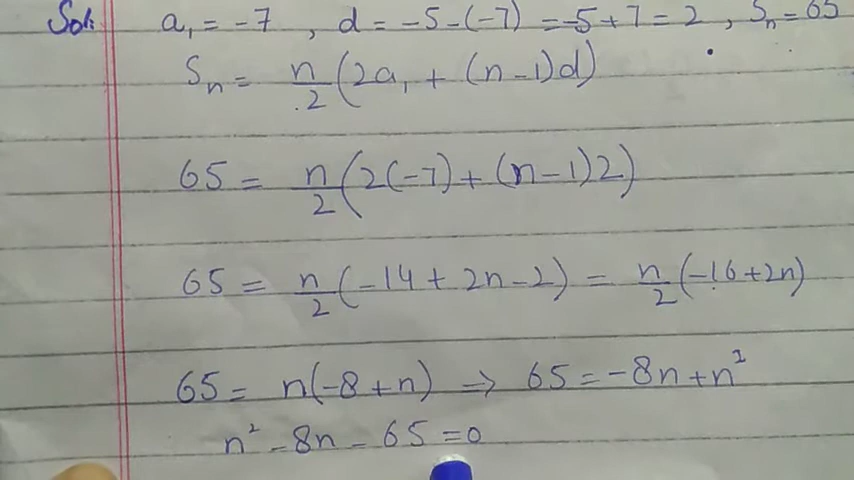 Sol: a₁ = -7 , d = -5-(-7) = -5+7 = 2 , Sₙ = 65
Sₙ = n/2 (2a₁ + (n-1)d)
65 = n/2 (2(-7) + (n-1)2)
65 = n/2 (-14 + 2n - 2) = n/2 (-16 + 2n)
65 = n(-8 + n) ⇒ 65 = -8n + n²
n² - 8n - 65 = 0